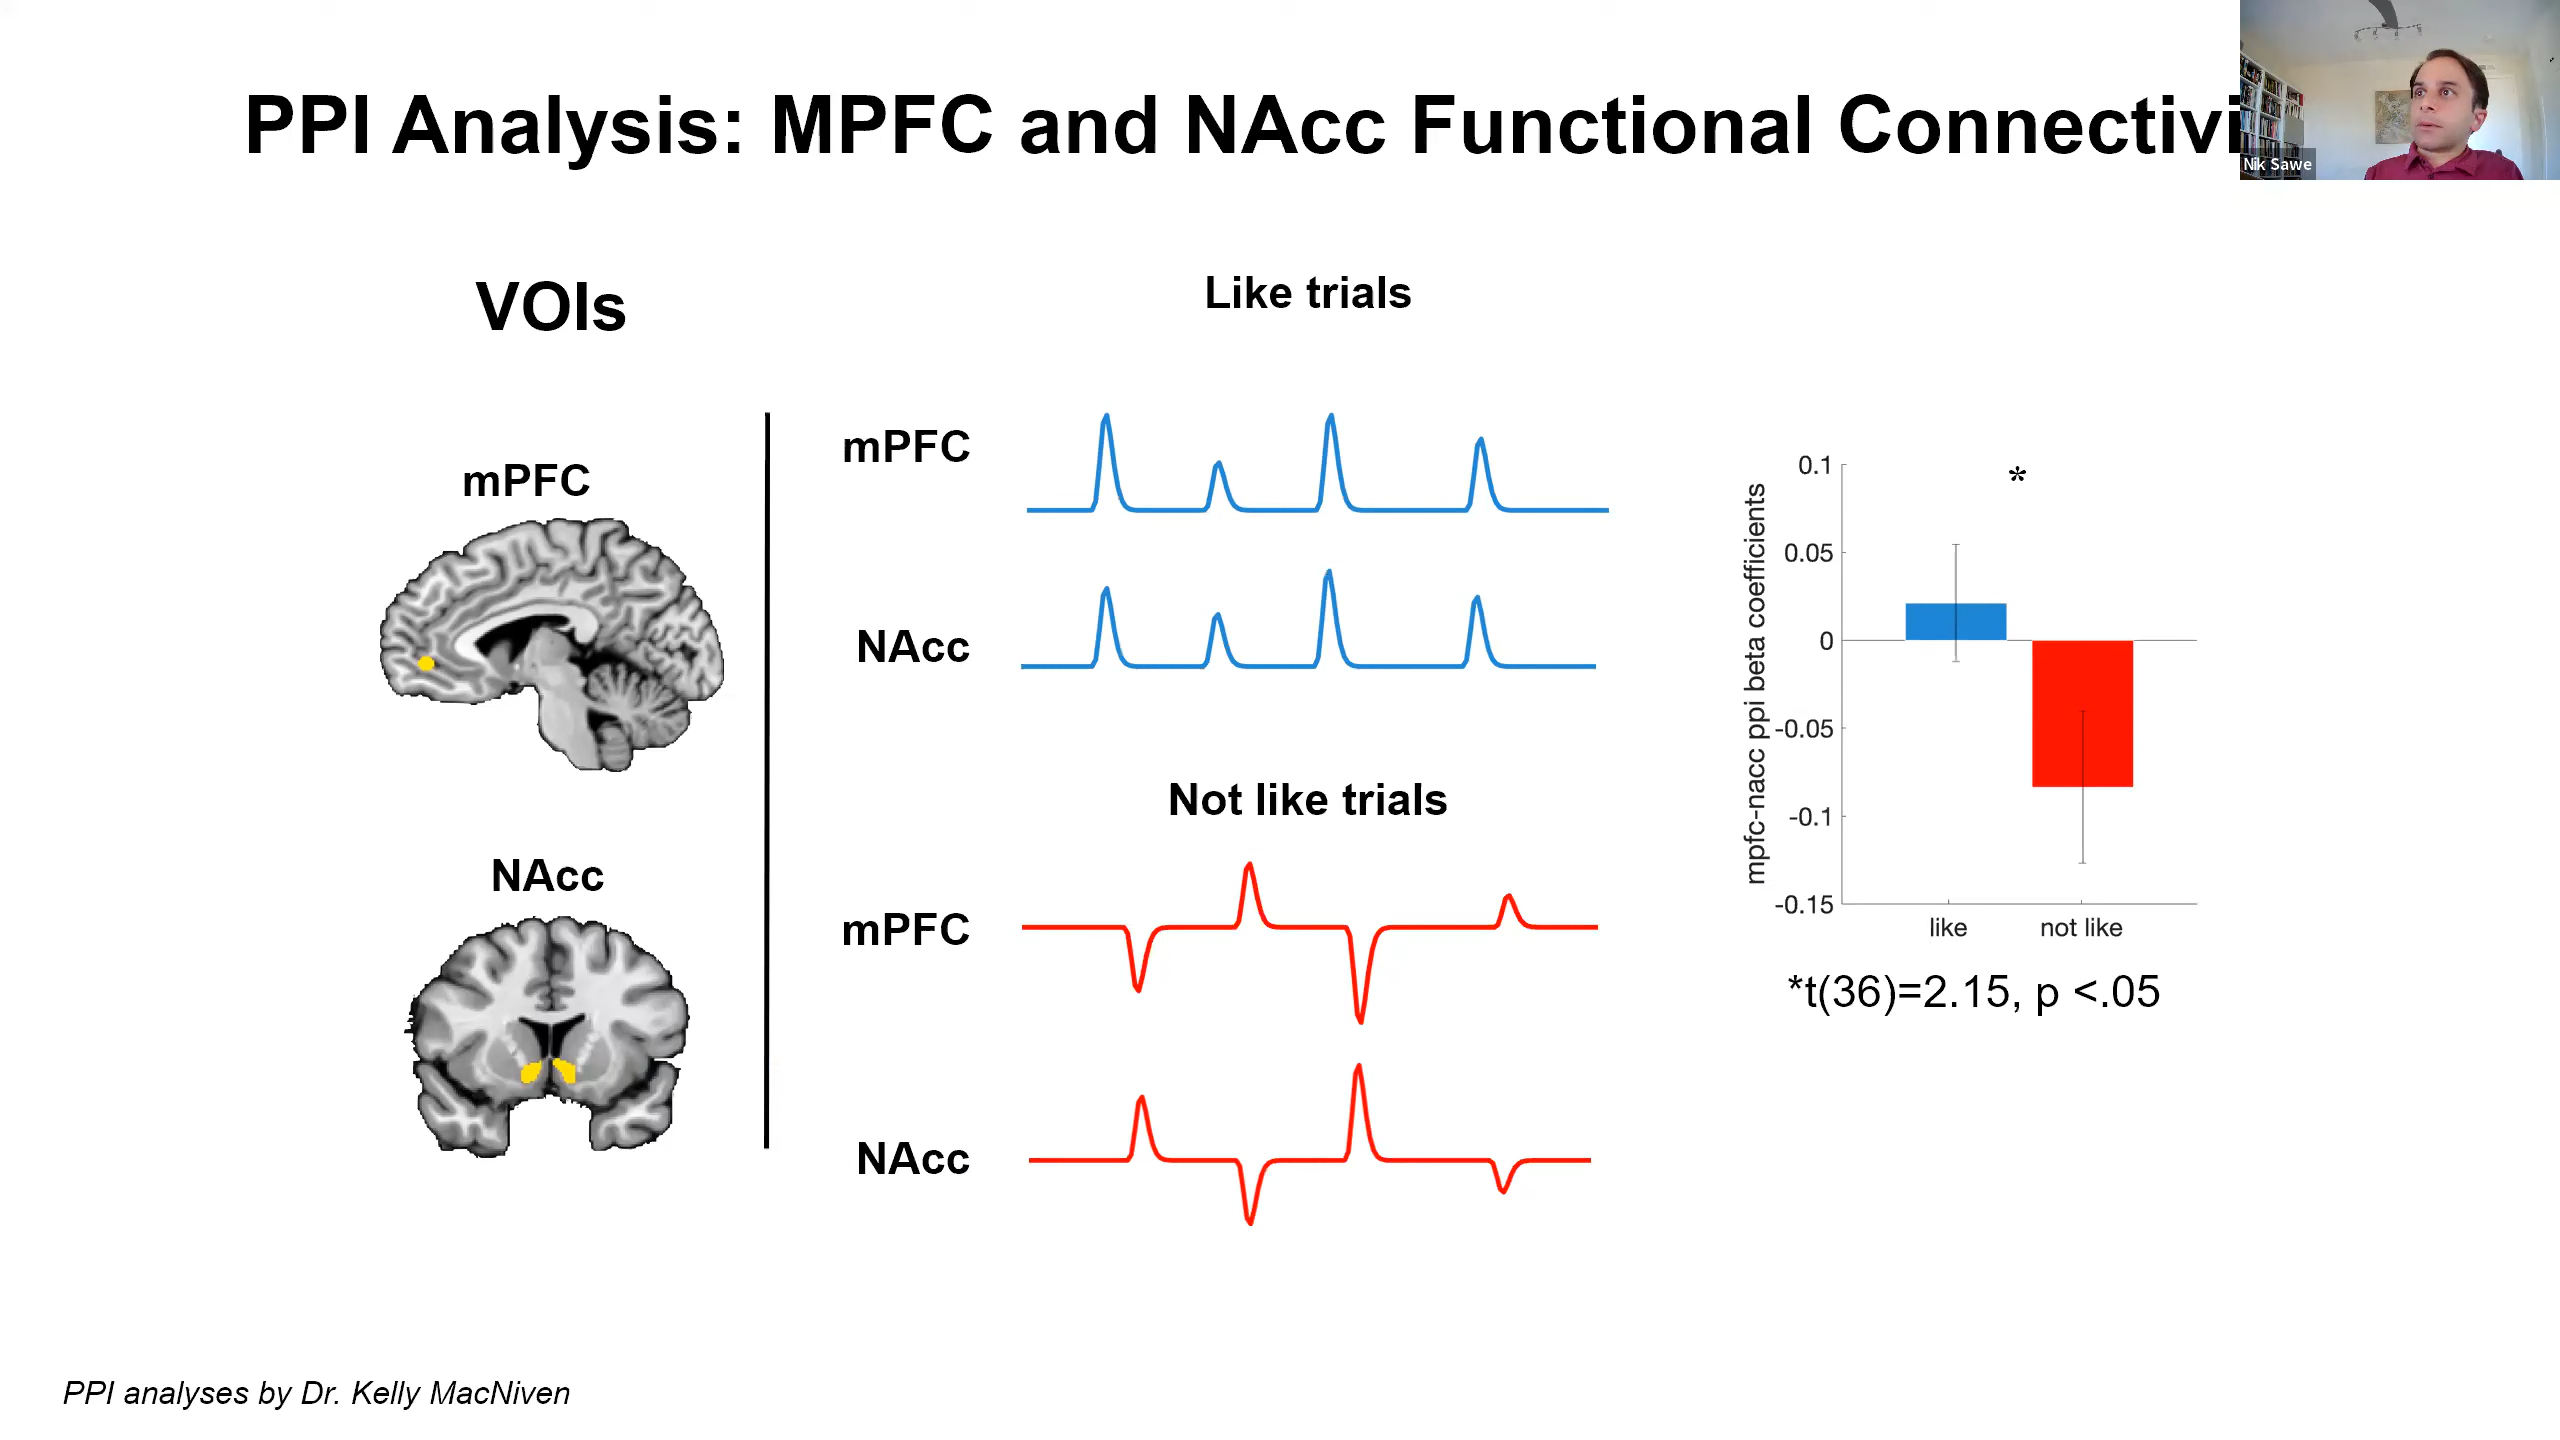 PPI Analysis: MPFC and NAcc Functional Connectivi
Nik Sawe
VOIs
mPFC
NAcc
Like trials
mPFC
NAcc
Not like trials
mPFC
NAcc
mpfc-nacc ppi beta coefficients
0.1
0.05
0
-0.05
-0.1
-0.15
*
like
not like
*t(36)=2.15, p <.05
PPI analyses by Dr. Kelly MacNiven